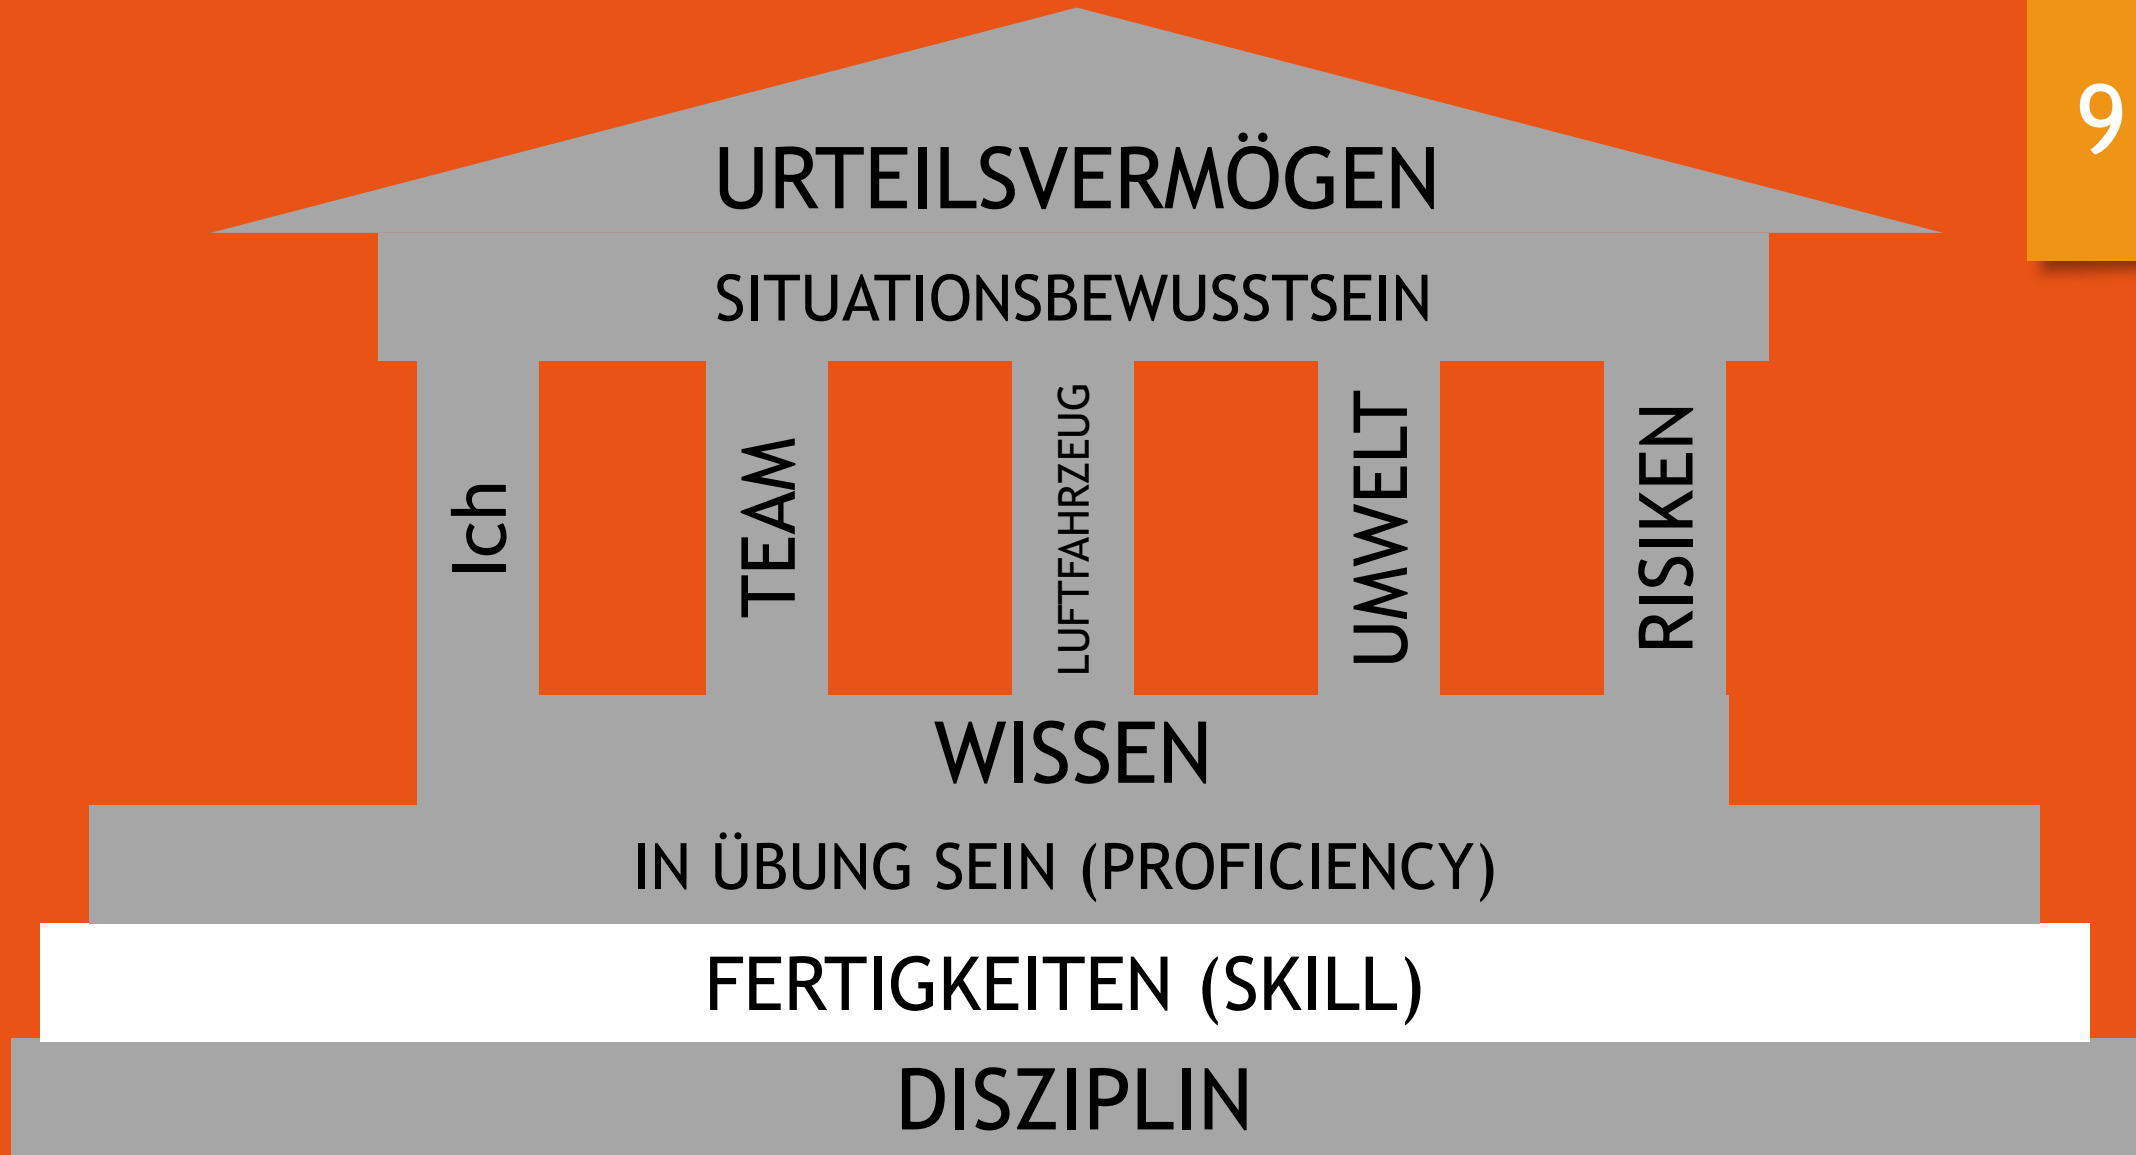 9
URTEILSVERMÖGEN
SITUATIONSBEWUSSTSEIN
Ich
TEAM
LUFTFAHRZEUG
UMWELT
RISIKEN
WISSEN
IN ÜBUNG SEIN (PROFICIENCY)
FERTIGKEITEN (SKILL)
DISZIPLIN